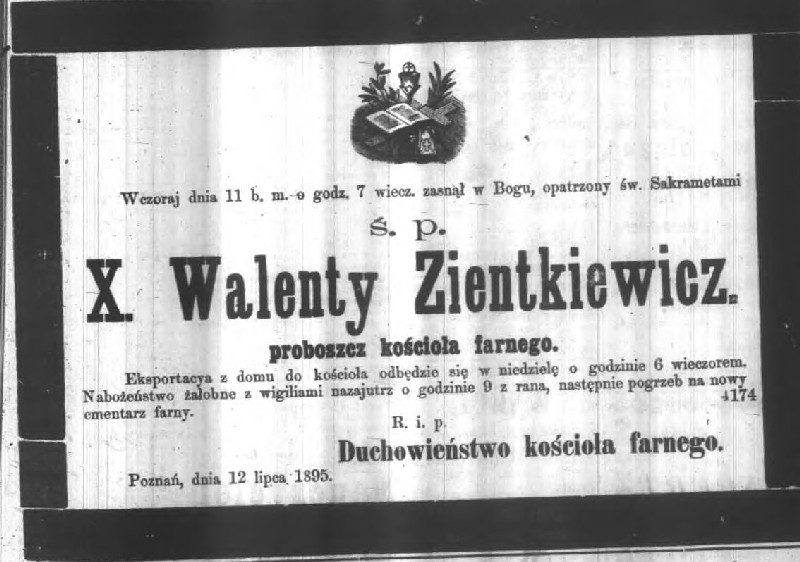 Wczoraj dnia 11 b. m. o godz. 7 wiecz. zasnął w Bogu, opatrzony św. Sakrametami
ś. p.
X. Walenty Zientkiewicz.
proboszcz kościoła farnego.
Eksportacya z domu do kościoła odbędzie się w niedzielę o godzinie 6 wieczorem.
Nabożeństwo żałobne z wigiliami nazajutrz o godzinie 9 z rana, następnie pogrzeb na nowy
cmentarz farny. 4174
R. i. p.
Duchowieństwo kościoła farnego.
Poznań, dnia 12 lipca 1895.